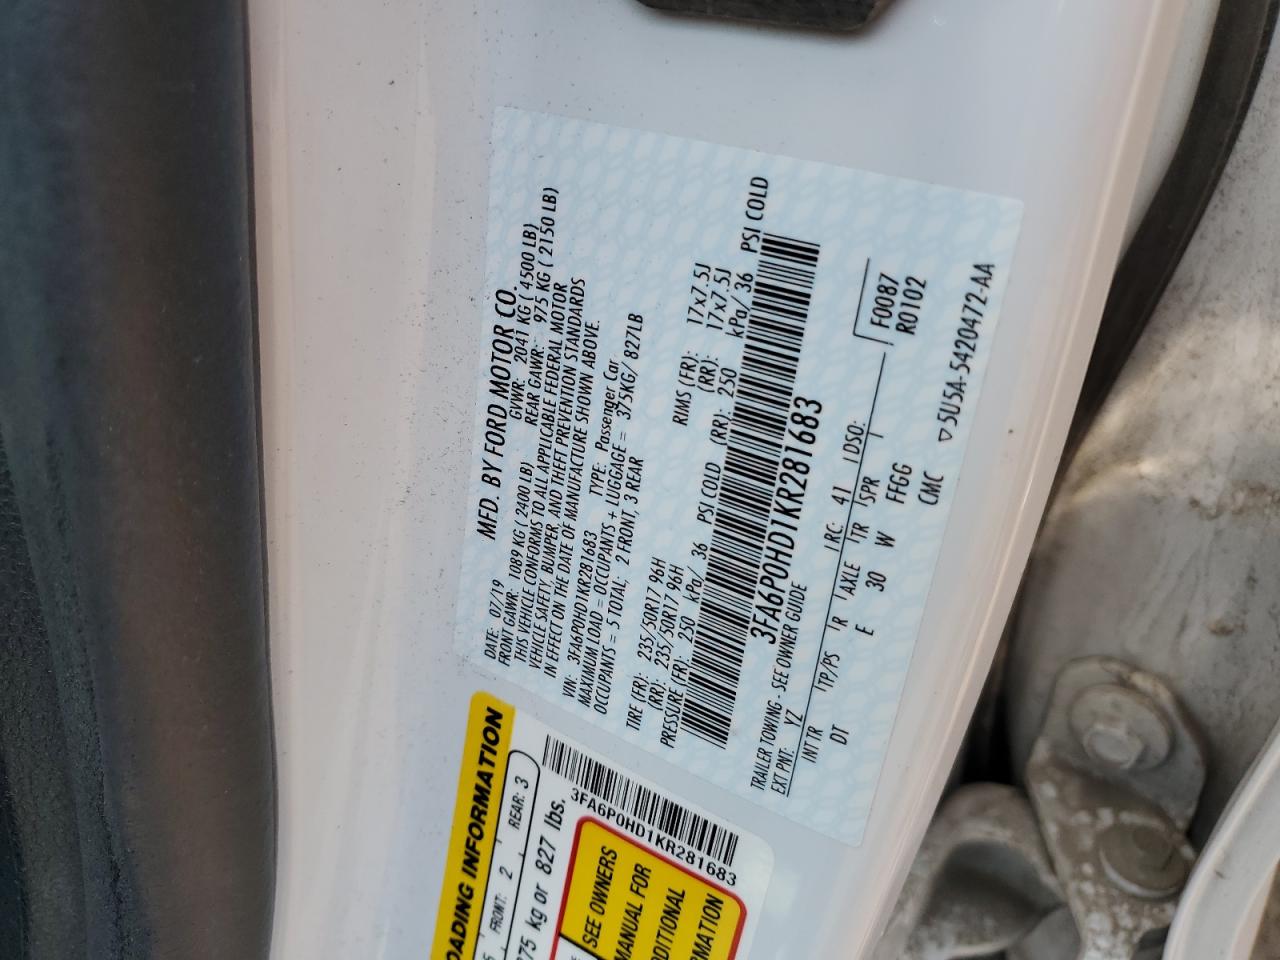 MFD. BY FORD MOTOR CO.
DATE: 07/19 GVWR: 2041 KG ( 4500 LB)
FRONT GAWR: 1089 KG ( 2400 LB) REAR GAWR: 975 KG ( 2150 LB)
THIS VEHICLE CONFORMS TO ALL APPLICABLE FEDERAL MOTOR
VEHICLE SAFETY, BUMPER, AND THEFT PREVENTION STANDARDS
IN EFFECT ON THE DATE OF MANUFACTURE SHOWN ABOVE.
VIN: 3FA6P0HD1KR281683 TYPE: Passenger Car
MAXIMUM LOAD = OCCUPANTS + LUGGAGE = 375KG/ 827LB
OCCUPANTS = 5 TOTAL; 2 FRONT, 3 REAR
TIRE (FR): 235/50R17 96H RIMS (FR): 17x7.5J
(RR): 235/50R17 96H (RR): 17x7.5J
PRESSURE (FR): 250 kPa/ 36 PSI COLD (RR): 250 kPa/ 36 PSI COLD
3FA6P0HD1KR281683
TRAILER TOWING - SEE OWNER GUIDE
EXT PNT: YZ RC: 41 DSO:
INT TR TP/PS R AXLE TR SPR F0087
DT E 30 W FFGG R0102
CMC
▽5U5A-5420472-AA
LOADING INFORMATION
FRONT: 2 REAR: 3
375 kg or 827 lbs.
3FA6P0HD1KR281683
SEE OWNERS
MANUAL FOR
ADDITIONAL
INFORMATION